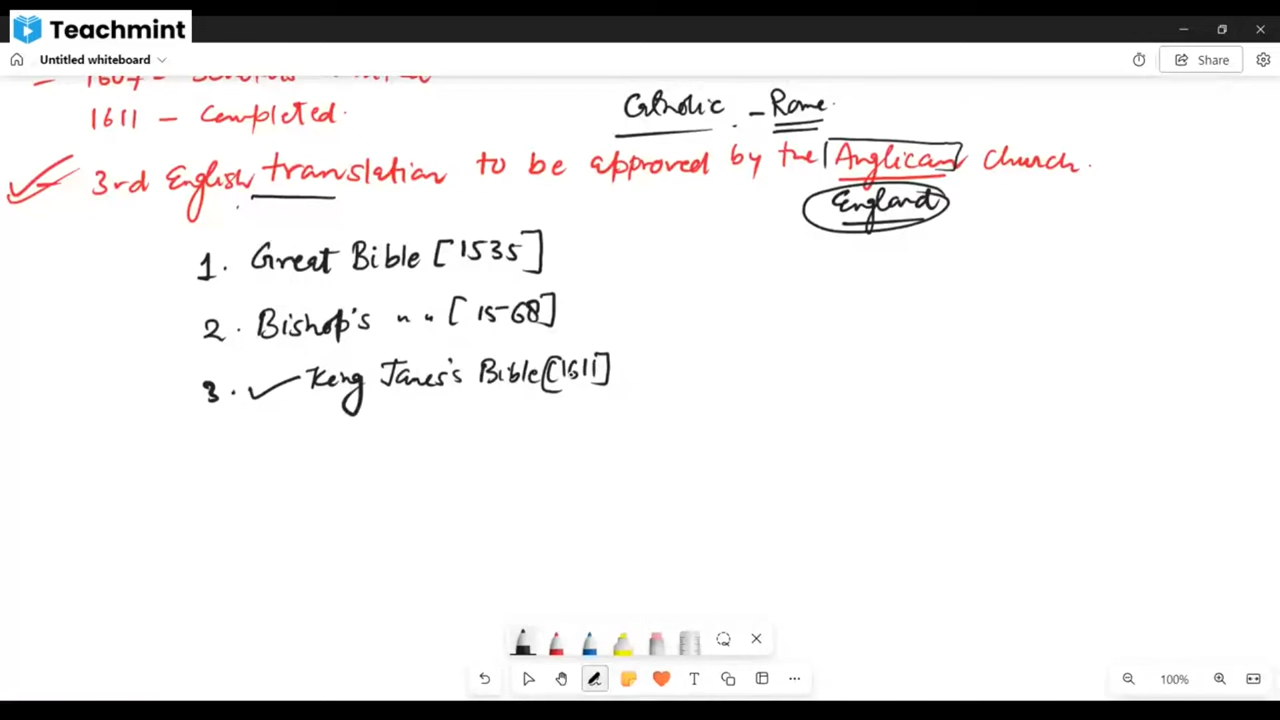 Teachmint
Untitled whiteboard
Share
1611 - Completed.
Catholic - Rome.
3rd English translation to be approved by the Anglican church.
England
1. Great Bible [1535]
2. Bishop's " " [1568]
3. ✓ King James's Bible [1611]
100%